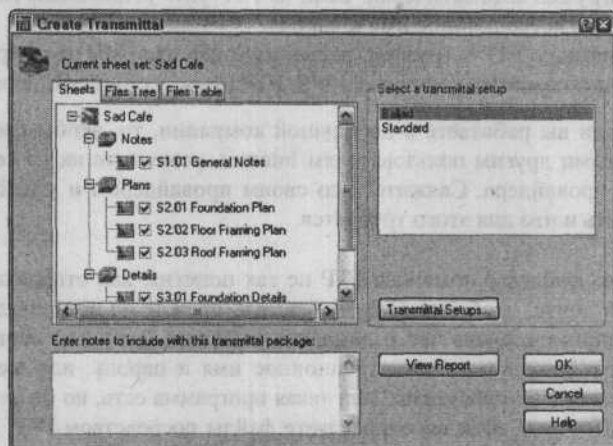 Create Transmittal
Current sheet set: Sad Cafe
Sheets Files Tree Files Table
Sad Cafe
Notes
S1.01 General Notes
Plans
S2.01 Foundation Plan
S2.02 Floor Framing Plan
S2.03 Roof Framing Plan
Details
S3.01 Foundation Details
Select a transmittal setup
Standard
Transmittal Setups...
Enter notes to include with this transmittal package:
View Report
OK
Cancel
Help